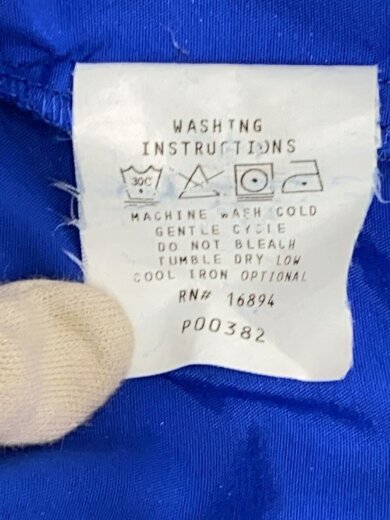 WASHING
INSTRUCTIONS
30C
MACHINE WASH COLD
GENTLE CYCLE
DO NOT BLEACH
TUMBLE DRY LOW
COOL IRON OPTIONAL
RN# 16894
P00382